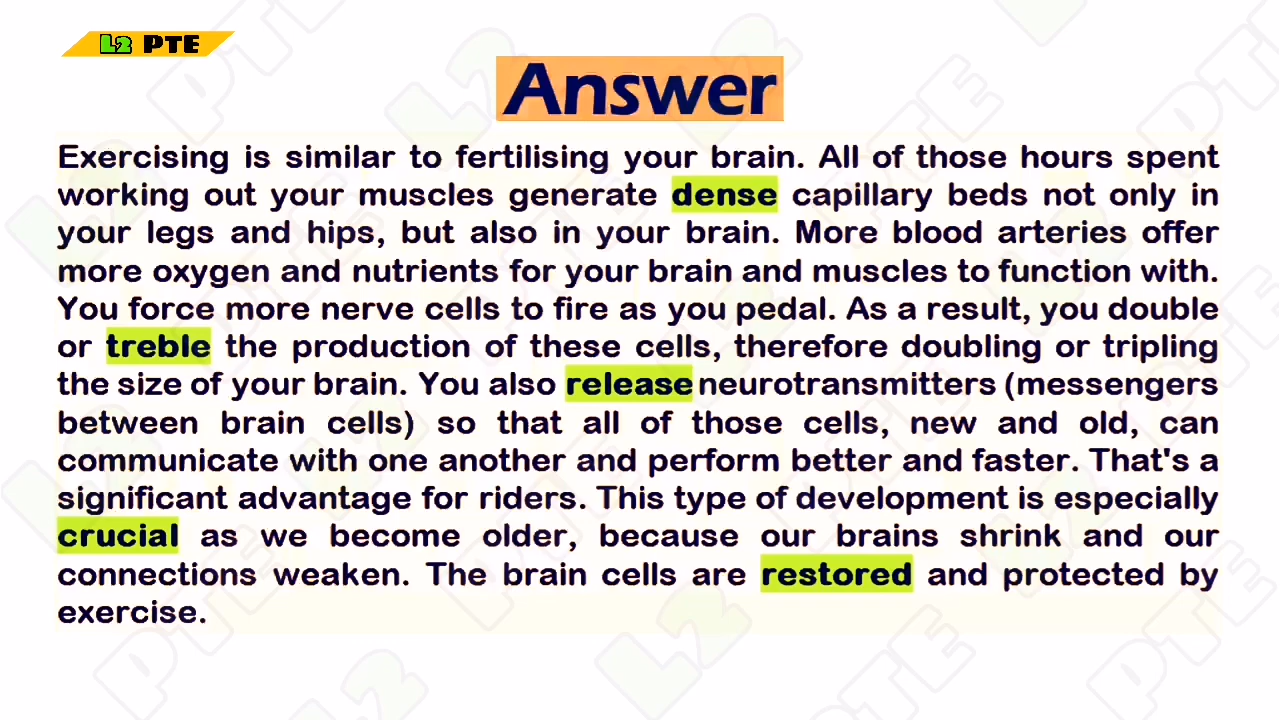 L2 PTE
Answer
Exercising is similar to fertilising your brain. All of those hours spent
working out your muscles generate dense capillary beds not only in
your legs and hips, but also in your brain. More blood arteries offer
more oxygen and nutrients for your brain and muscles to function with.
You force more nerve cells to fire as you pedal. As a result, you double
or treble the production of these cells, therefore doubling or tripling
the size of your brain. You also release neurotransmitters (messengers
between brain cells) so that all of those cells, new and old, can
communicate with one another and perform better and faster. That's a
significant advantage for riders. This type of development is especially
crucial as we become older, because our brains shrink and our
connections weaken. The brain cells are restored and protected by
exercise.